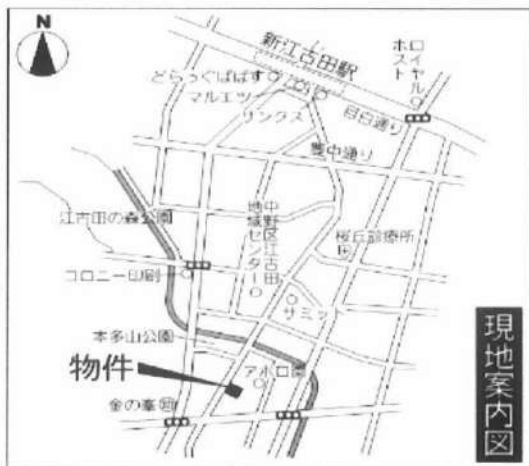 N
新江古田駅
ロイヤル
ホスト
どらっぐぱぱす
マルエツ
リンクス
目白通り
豊中通り
江古田の森公園
中野区江古田
地域センター
桜丘診療所
コロニー印刷
サミット
本多山公園
物件
アポロ園
金の峯
現地案内図